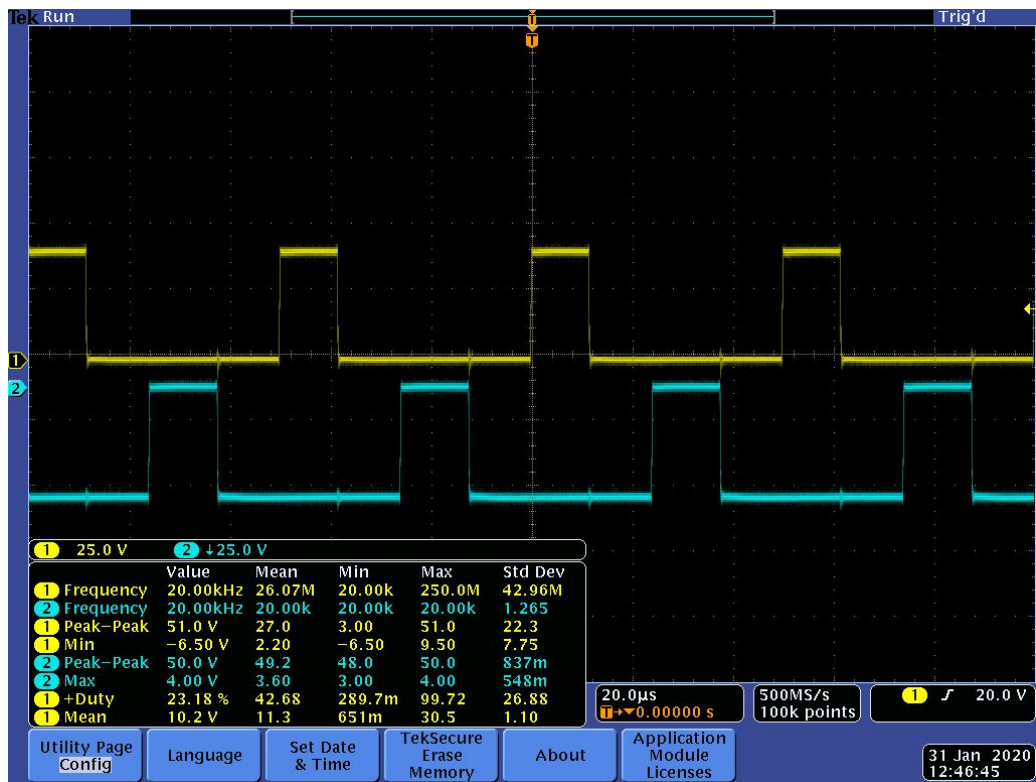 Tek Run Trig'd
T
T
1
2
1 25.0 V 2 ↓25.0 V
Value Mean Min Max Std Dev
1 Frequency 20.00kHz 26.07M 20.00k 250.0M 42.96M
2 Frequency 20.00kHz 20.00k 20.00k 20.00k 1.265
1 Peak−Peak 51.0 V 27.0 3.00 51.0 22.3
1 Min −6.50 V 2.20 −6.50 9.50 7.75
2 Peak−Peak 50.0 V 49.2 48.0 50.0 837m
2 Max 4.00 V 3.60 3.00 4.00 548m
1 +Duty 23.18 % 42.68 289.7m 99.72 26.88
1 Mean 10.2 V 11.3 651m 30.5 1.10
20.0µs 500MS/s 1 20.0 V
T→▼0.00000 s 100k points
Utility Page
Config
Language
Set Date
& Time
TekSecure
Erase
Memory
About
Application
Module
Licenses
31 Jan 2020
12:46:45